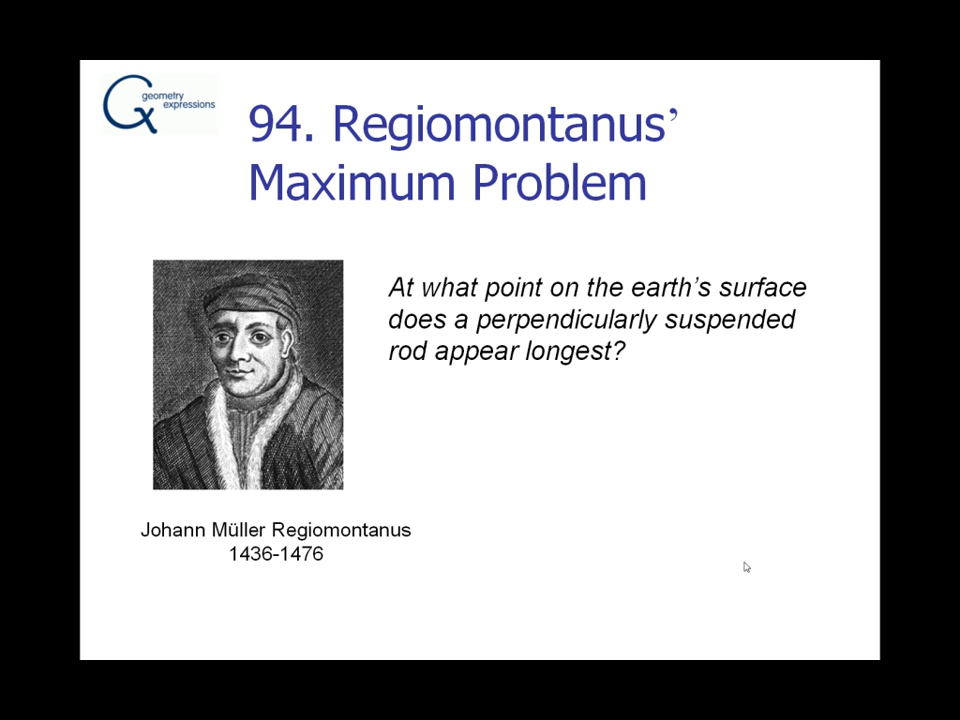 geometry
expressions
94. Regiomontanus’
Maximum Problem
At what point on the earth’s surface
does a perpendicularly suspended
rod appear longest?
Johann Müller Regiomontanus
1436-1476